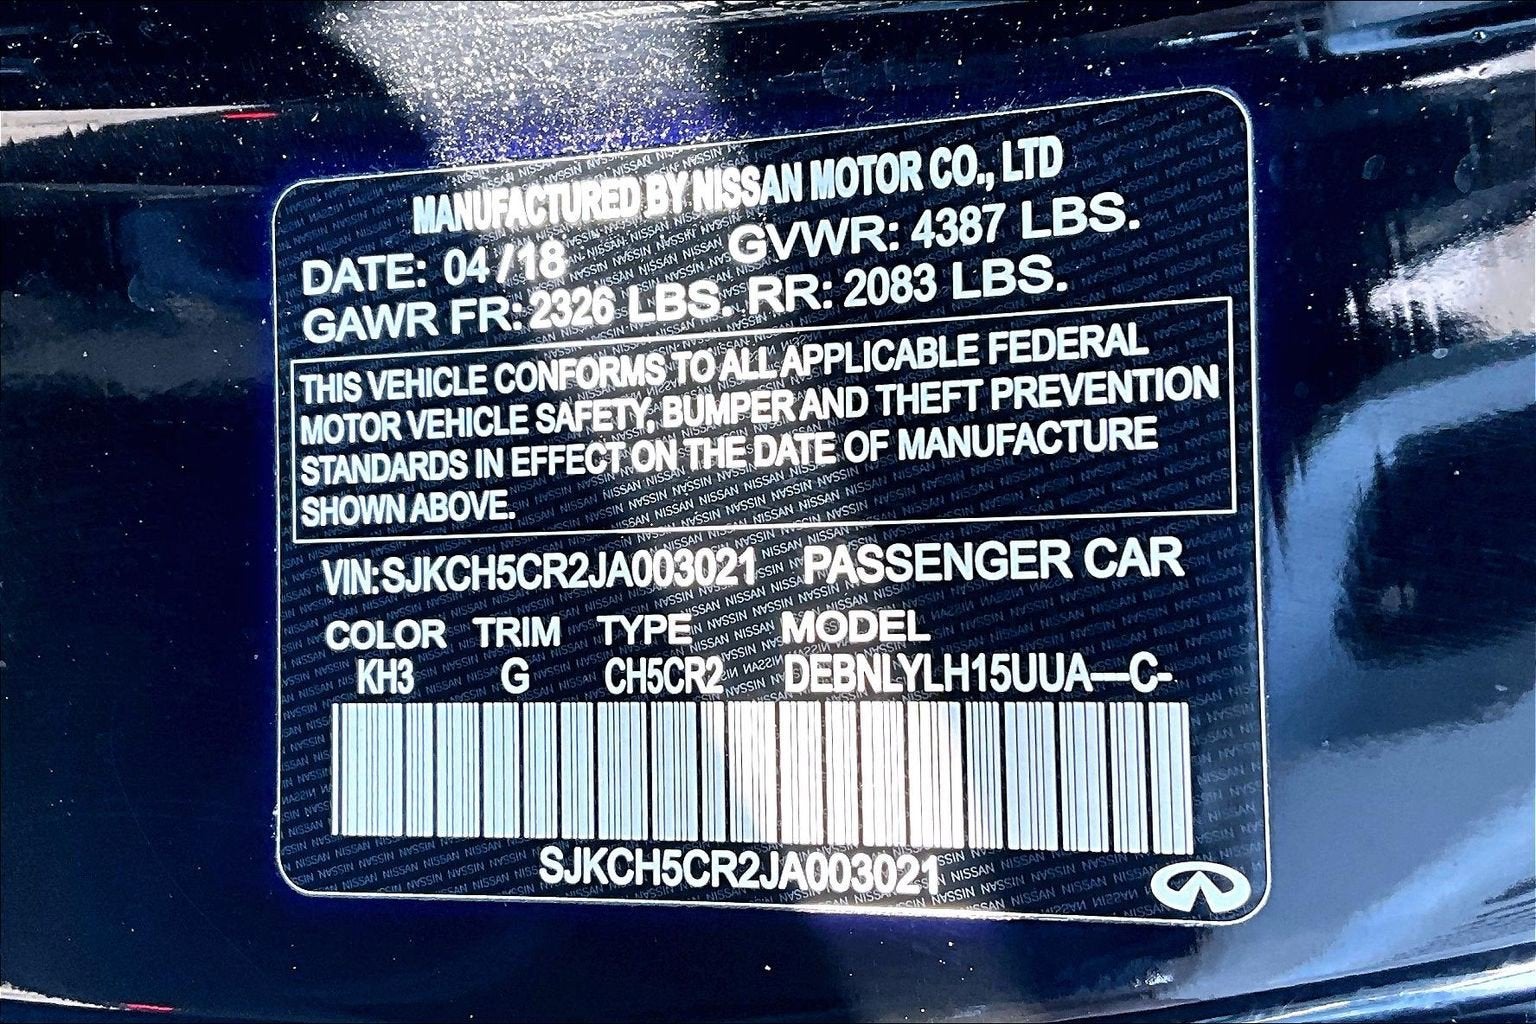 MANUFACTURED BY NISSAN MOTOR CO., LTD
DATE: 04/18 GVWR: 4387 LBS.
GAWR FR: 2326 LBS. RR: 2083 LBS.
THIS VEHICLE CONFORMS TO ALL APPLICABLE FEDERAL
MOTOR VEHICLE SAFETY, BUMPER AND THEFT PREVENTION
STANDARDS IN EFFECT ON THE DATE OF MANUFACTURE
SHOWN ABOVE.
VIN: SJKCH5CR2JA003021 PASSENGER CAR
COLOR TRIM TYPE MODEL
KH3 G CH5CR2 DEBNLYLH15UUA—C-
SJKCH5CR2JA003021